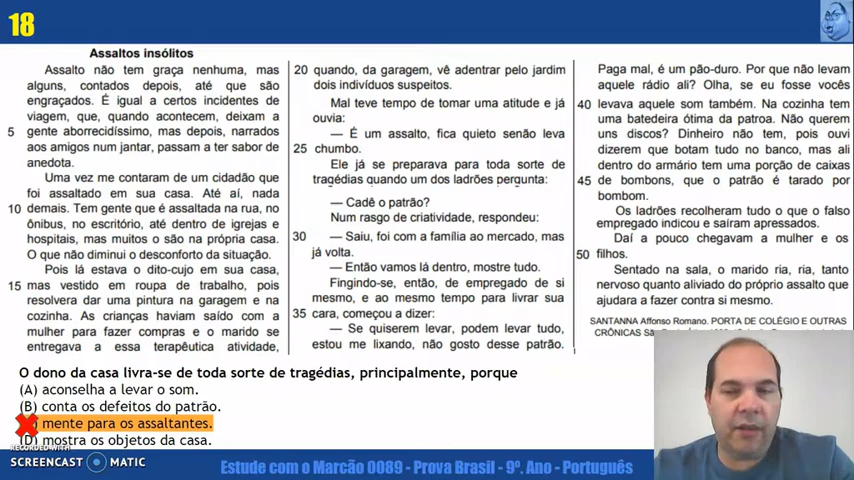 18
Assaltos insólitos
Assalto não tem graça nenhuma, mas
alguns, contados depois, até que são
engraçados. É igual a certos incidentes de
viagem, que, quando acontecem, deixam a
5 gente aborrecidíssimo, mas depois, narrados
aos amigos num jantar, passam a ter sabor de
anedota.
Uma vez me contaram de um cidadão que
foi assaltado em sua casa. Até aí, nada
10 demais. Tem gente que é assaltada na rua, no
ônibus, no escritório, até dentro de igrejas e
hospitais, mas muitos o são na própria casa.
O que não diminui o desconforto da situação.
Pois lá estava o dito-cujo em sua casa,
15 mas vestido em roupa de trabalho, pois
resolvera dar uma pintura na garagem e na
cozinha. As crianças haviam saído com a
mulher para fazer compras e o marido se
entregava a essa terapêutica atividade,
20 quando, da garagem, vê adentrar pelo jardim
dois indivíduos suspeitos.
Mal teve tempo de tomar uma atitude e já
ouvia:
— É um assalto, fica quieto senão leva
25 chumbo.
Ele já se preparava para toda sorte de
tragédias quando um dos ladrões pergunta:
— Cadê o patrão?
Num rasgo de criatividade, respondeu:
30 — Saiu, foi com a família ao mercado, mas
já volta.
— Então vamos lá dentro, mostre tudo.
Fingindo-se, então, de empregado de si
mesmo, e ao mesmo tempo para livrar sua
35 cara, começou a dizer:
— Se quiserem levar, podem levar tudo,
estou me lixando, não gosto desse patrão.
Paga mal, é um pão-duro. Por que não levam
aquele rádio ali? Olha, se eu fosse vocês
40 levava aquele som também. Na cozinha tem
uma batedeira ótima da patroa. Não querem
uns discos? Dinheiro não tem, pois ouvi
dizerem que botam tudo no banco, mas ali
dentro do armário tem uma porção de caixas
45 de bombons, que o patrão é tarado por
bombom.
Os ladrões recolheram tudo o que o falso
empregado indicou e saíram apressados.
Daí a pouco chegavam a mulher e os
50 filhos.
Sentado na sala, o marido ria, ria, tanto
nervoso quanto aliviado do próprio assalto que
ajudara a fazer contra si mesmo.
SANTANNA Affonso Romano. PORTA DE COLÉGIO E OUTRAS
CRÔNICAS
O dono da casa livra-se de toda sorte de tragédias, principalmente, porque
(A) aconselha a levar o som.
(B) conta os defeitos do patrão.
mente para os assaltantes.
(D) mostra os objetos da casa.
RECORDED WITH
SCREENCAST MATIC
Estude com o Marcão 0089 - Prova Brasil - 9º. Ano - Português